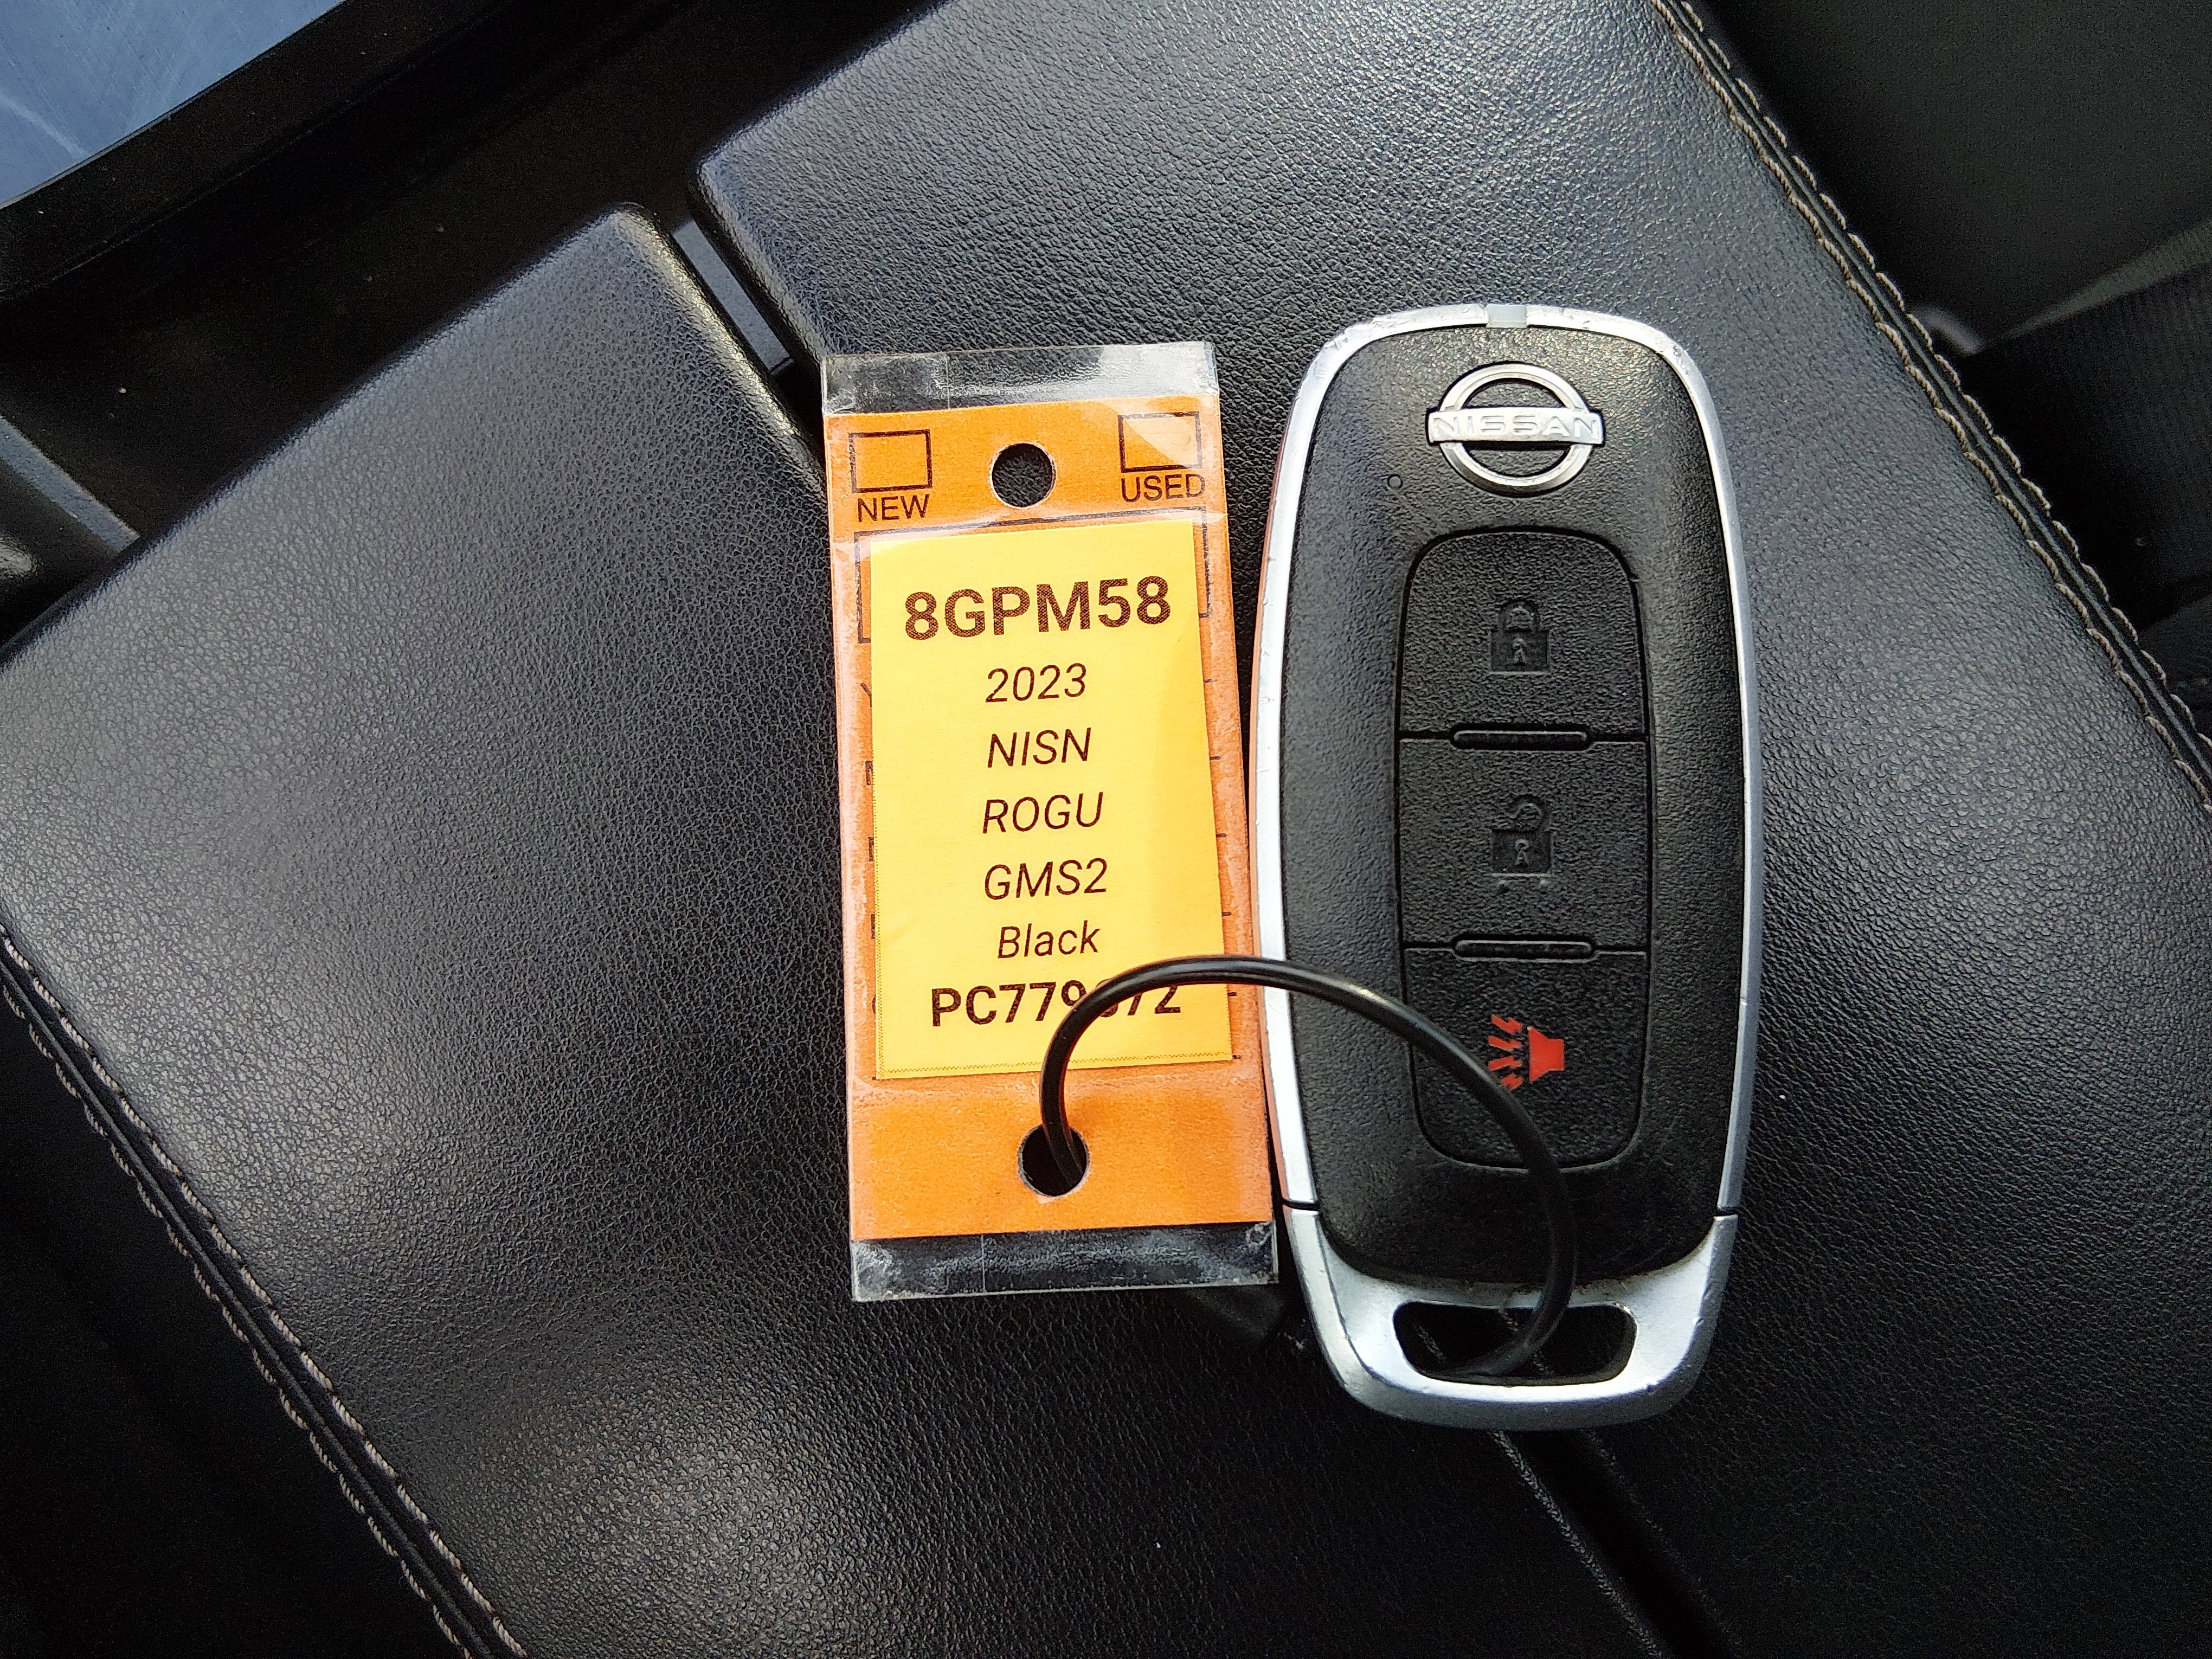 NEW
USED
8GPM58
2023
NISN
ROGU
GMS2
Black
NISSAN